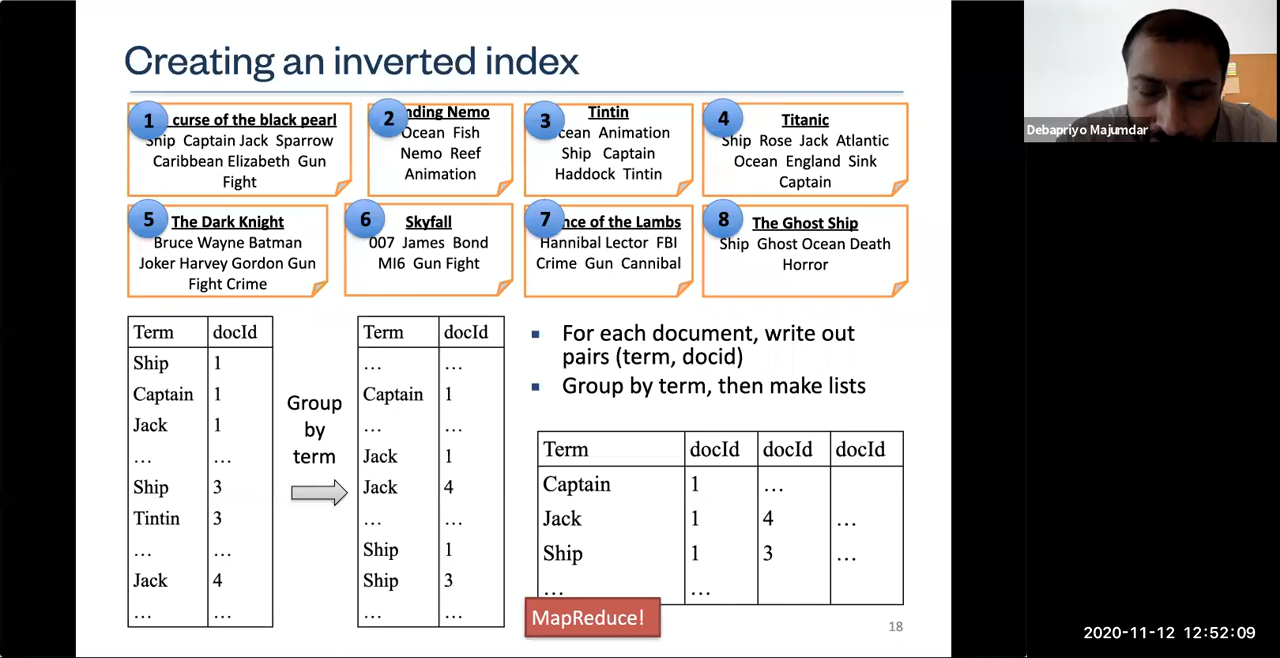 Creating an inverted index
1
curse of the black pearl
Ship Captain Jack Sparrow
Caribbean Elizabeth Gun
Fight
2
nding Nemo
Ocean Fish
Nemo Reef
Animation
3
Tintin
cean Animation
Ship Captain
Haddock Tintin
4
Titanic
Ship Rose Jack Atlantic
Ocean England Sink
Captain
5
The Dark Knight
Bruce Wayne Batman
Joker Harvey Gordon Gun
Fight Crime
6
Skyfall
007 James Bond
MI6 Gun Fight
7
nce of the Lambs
Hannibal Lector FBI
Crime Gun Cannibal
8
The Ghost Ship
Ship Ghost Ocean Death
Horror
Term docId
Ship 1
Captain 1
Jack 1
... ...
Ship 3
Tintin 3
... ...
Jack 4
... ...
Group
by
term
Term docId
... ...
Captain 1
... ...
Jack 1
Jack 4
... ...
Ship 1
Ship 3
... ...
▪ For each document, write out
pairs (term, docid)
▪ Group by term, then make lists
Term docId docId docId
Captain 1 ...
Jack 1 4 ...
Ship 1 3 ...
... ...
MapReduce!
18
Debapriyo Majumdar
2020-11-12 12:52:09